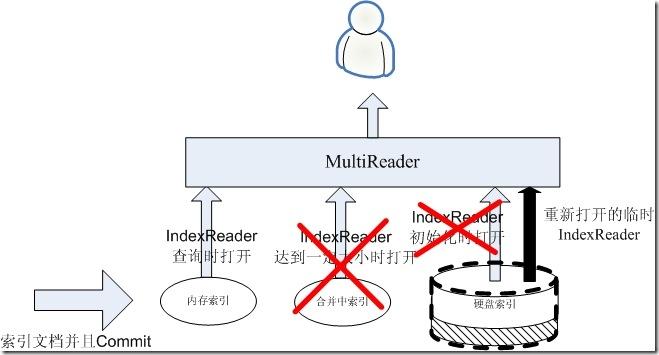 MultiReader
IndexReader
查询时打开
IndexReader
达到一定大小时打开
IndexReader
初始化时打开
重新打开的临时
IndexReader
内存索引
合并中索引
硬盘索引
索引文档并且Commit